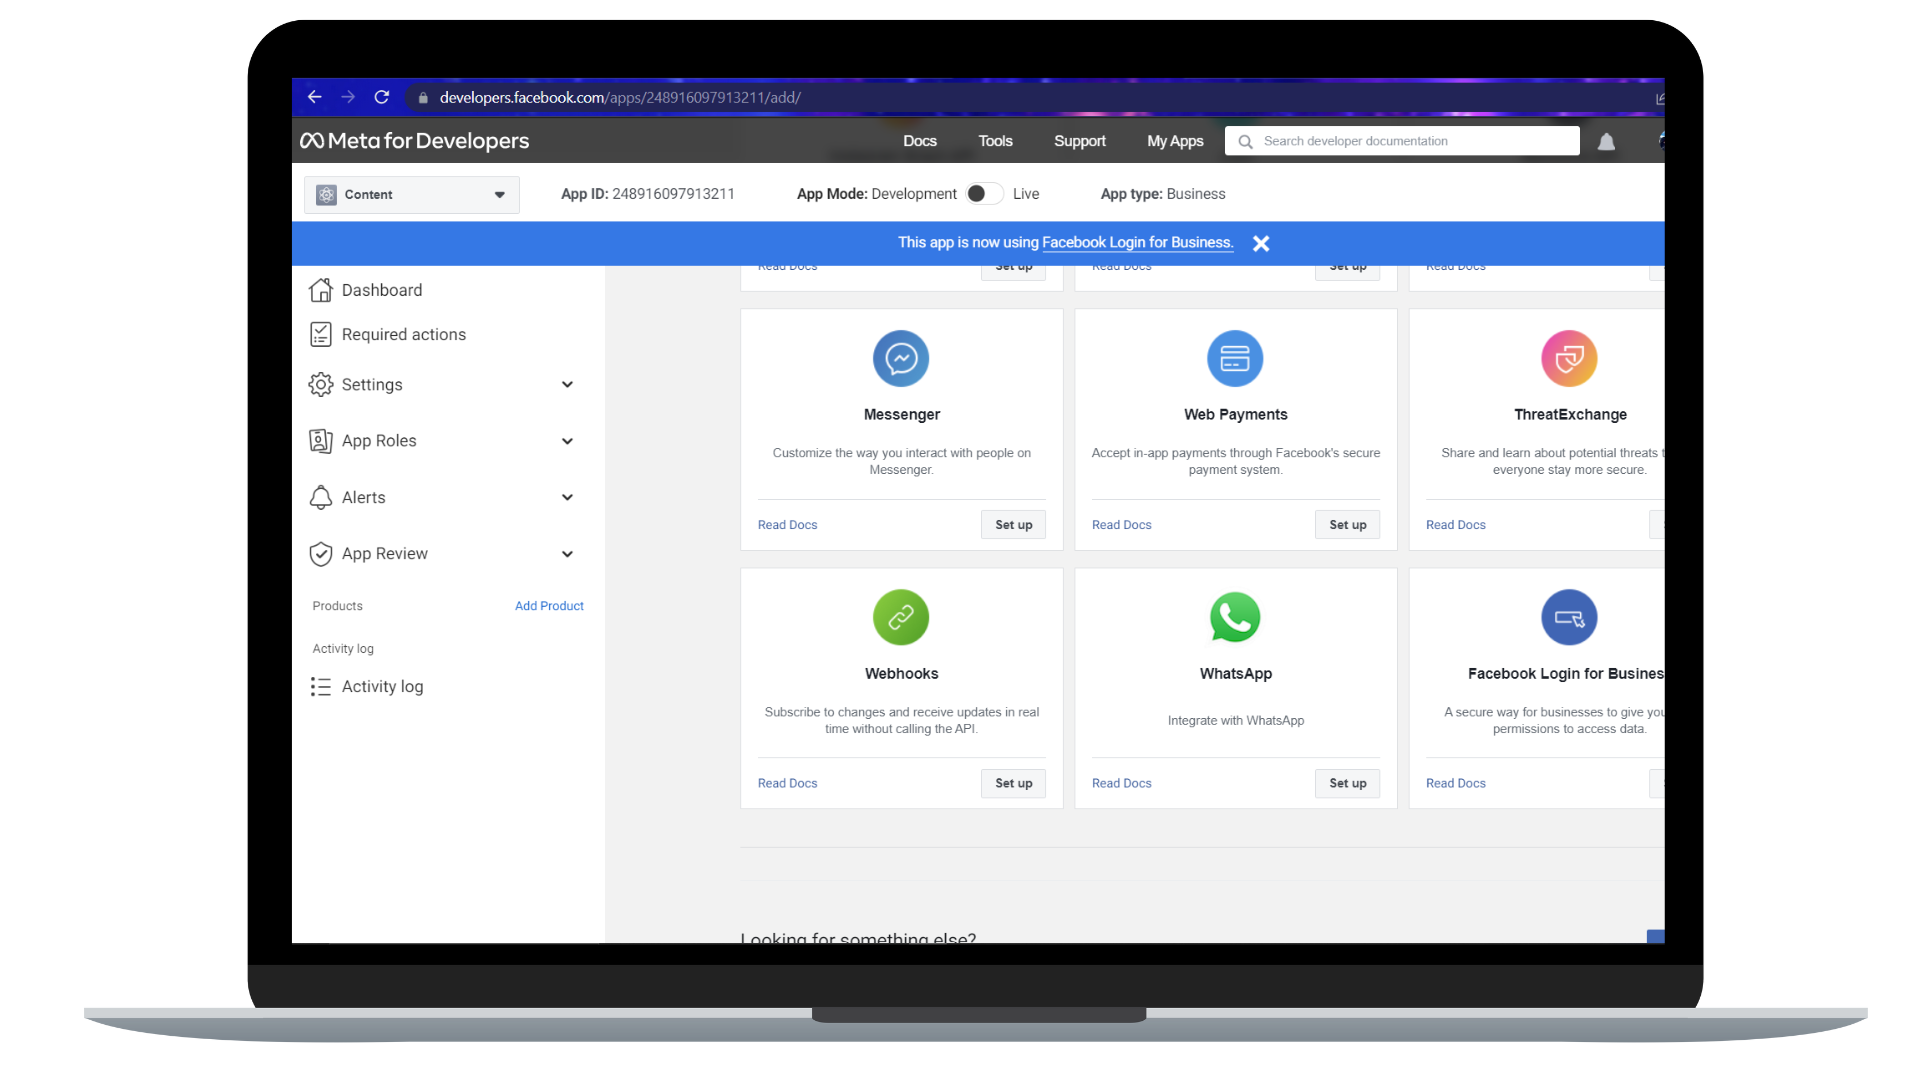 developers.facebook.com/apps/248916097913211/add/
Meta for Developers
Docs
Tools
Support
My Apps
Search developer documentation
Content
App ID: 248916097913211
App Mode: Development
Live
App type: Business
This app is now using Facebook Login for Business.
Dashboard
Required actions
Settings
App Roles
Alerts
App Review
Products
Add Product
Activity log
Activity log
Read Docs
Set up
Read Docs
Set up
Read Docs
Messenger
Customize the way you interact with people on
Messenger.
Read Docs
Set up
Web Payments
Accept in-app payments through Facebook's secure
payment system.
Read Docs
Set up
ThreatExchange
Share and learn about potential threats
everyone stay more secure.
Read Docs
Webhooks
Subscribe to changes and receive updates in real
time without calling the API.
Read Docs
Set up
WhatsApp
Integrate with WhatsApp
Read Docs
Set up
Facebook Login for Busines
A secure way for businesses to give
permissions to access data.
Read Docs
Looking for something else?